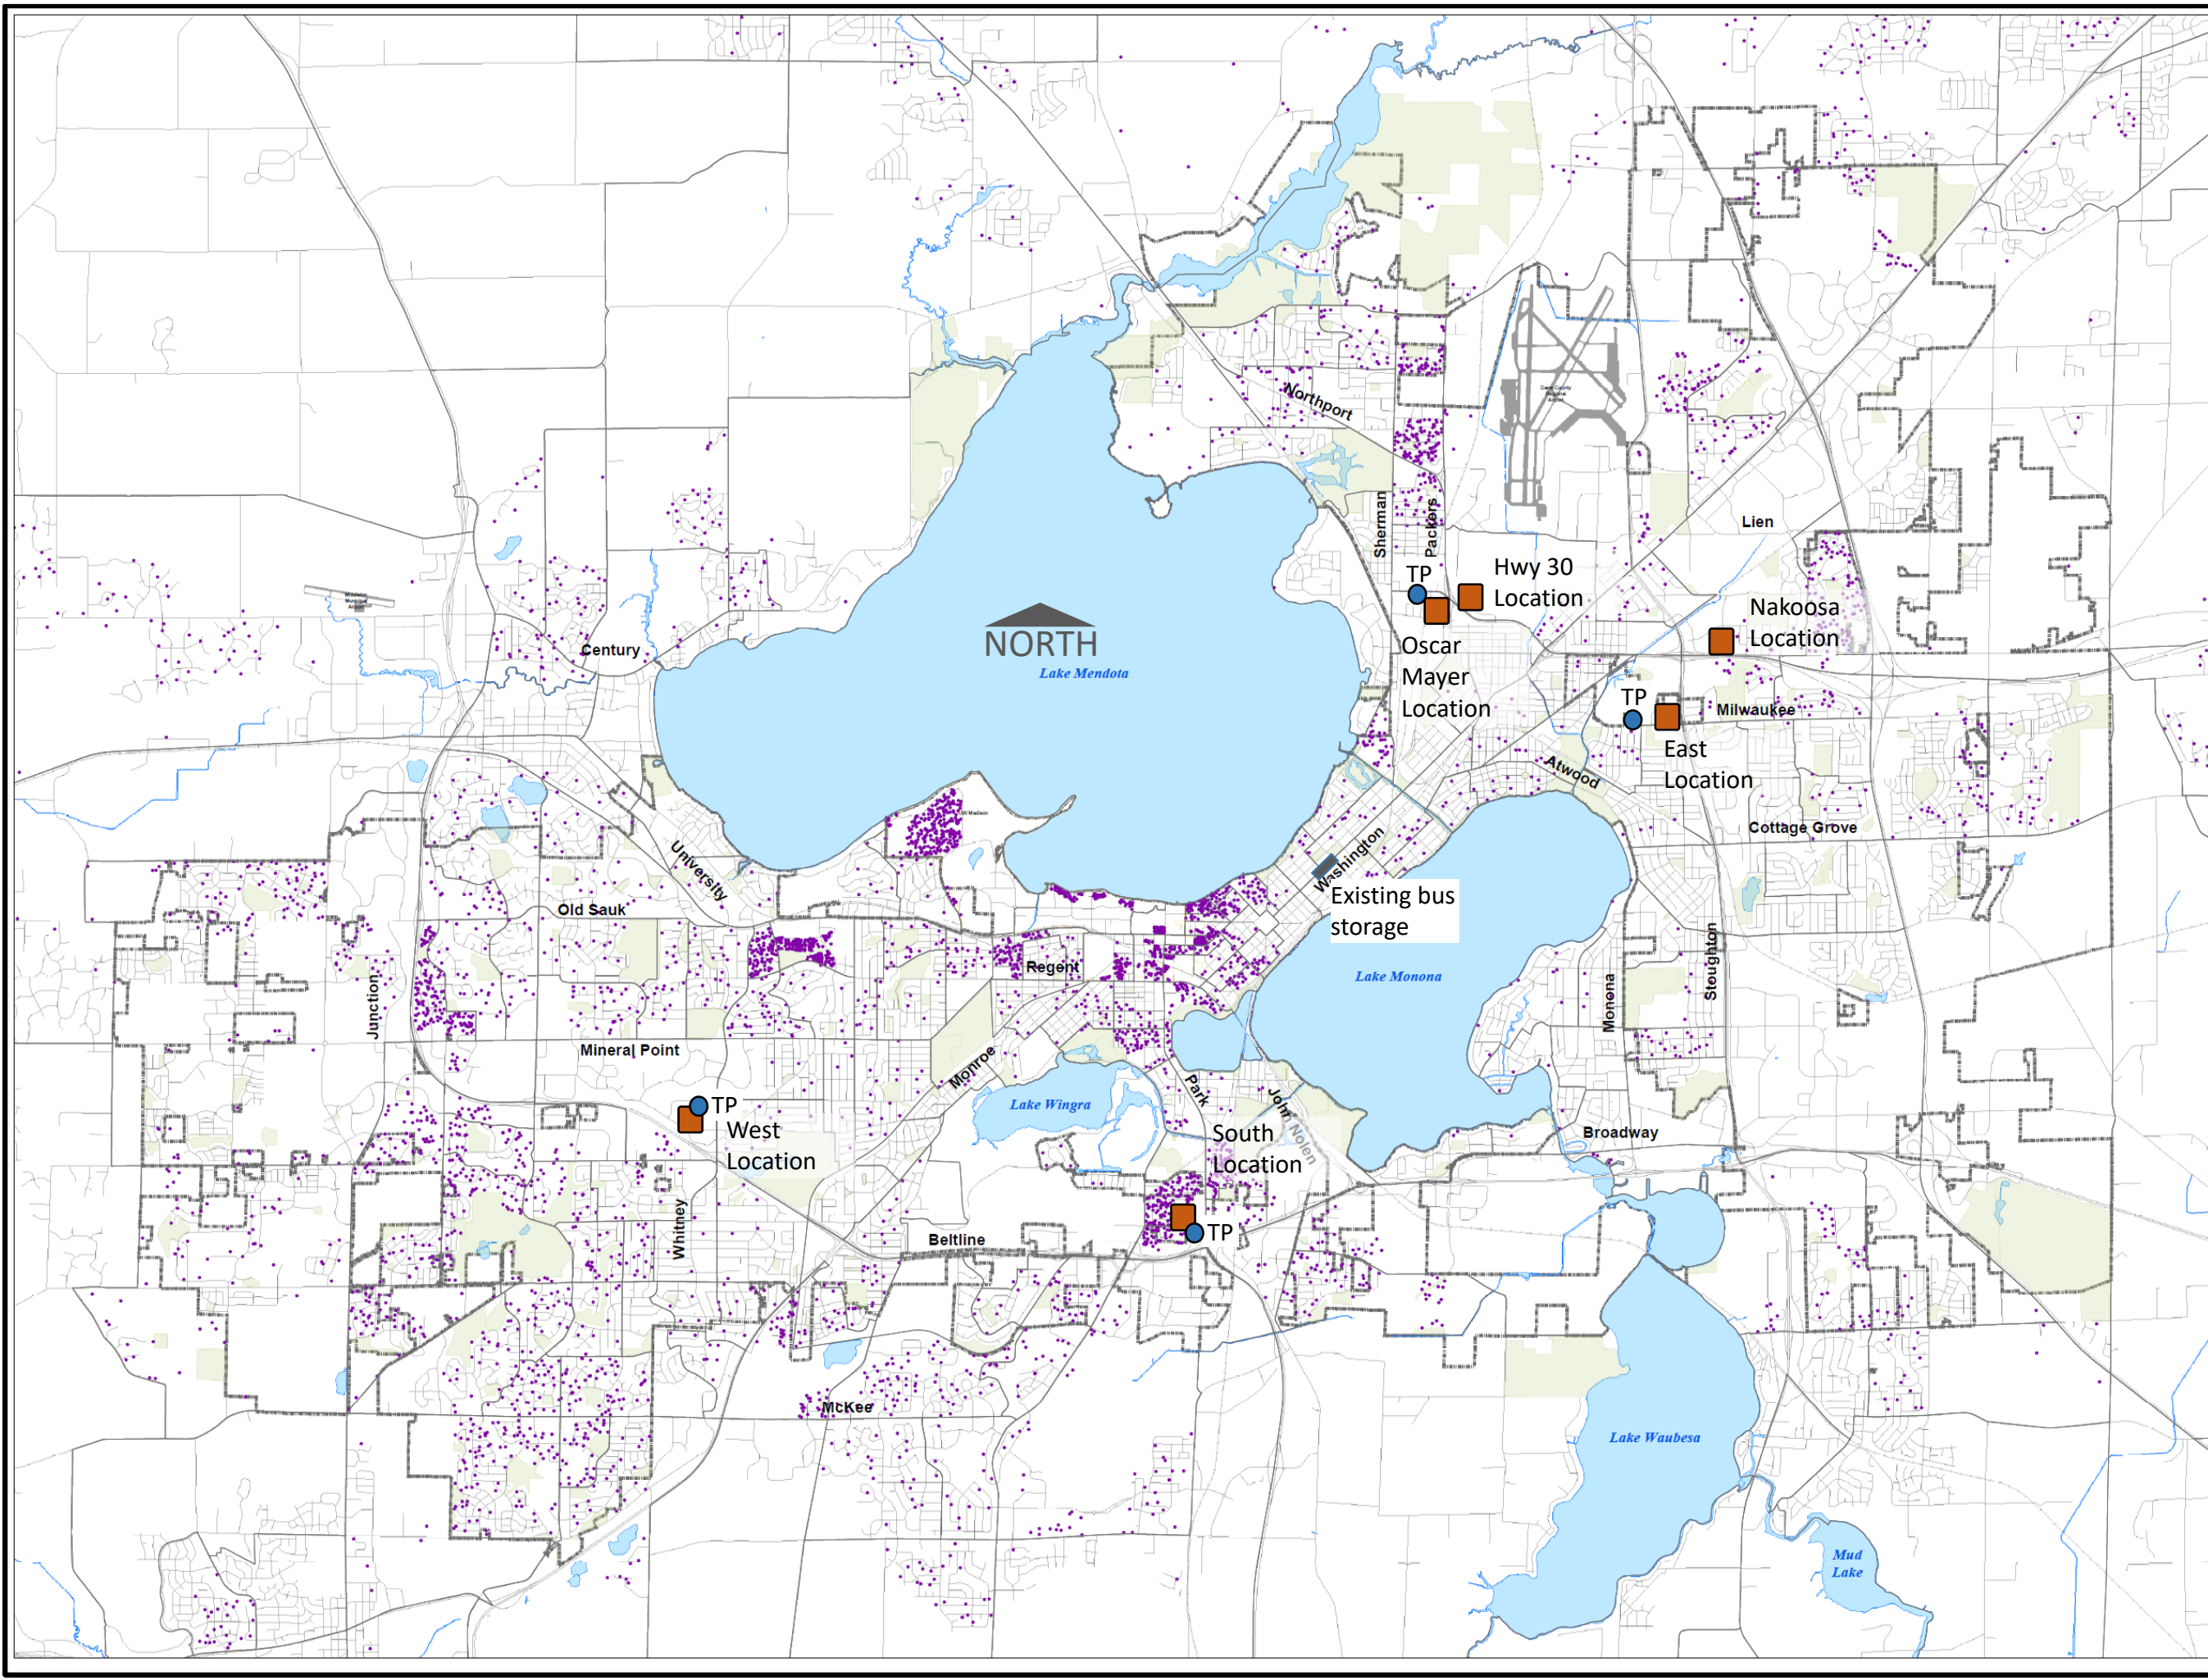 Northport
Sherman
Packers
Lien
TP
Hwy 30
Location
Nakoosa
Location
Oscar
Mayer
Location
Century
NORTH
Lake Mendota
TP
Milwaukee
East
Location
Atwood
Cottage Grove
University
Washington
Existing bus
storage
Old Sauk
Regent
Lake Monona
Junction
Monona
Stoughton
Mineral Point
Monroe
Park
John Nolen
TP
West
Location
Lake Wingra
South
Location
Broadway
Whitney
Beltline
TP
McKee
Lake Waubesa
Mud
Lake